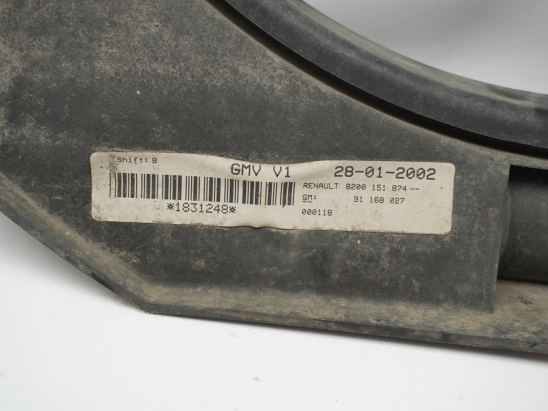 Shift: B
GMV V1 28-01-2002
RENAULT 8200 151 874 --
GM: 91 168 027
*1831248* 000118